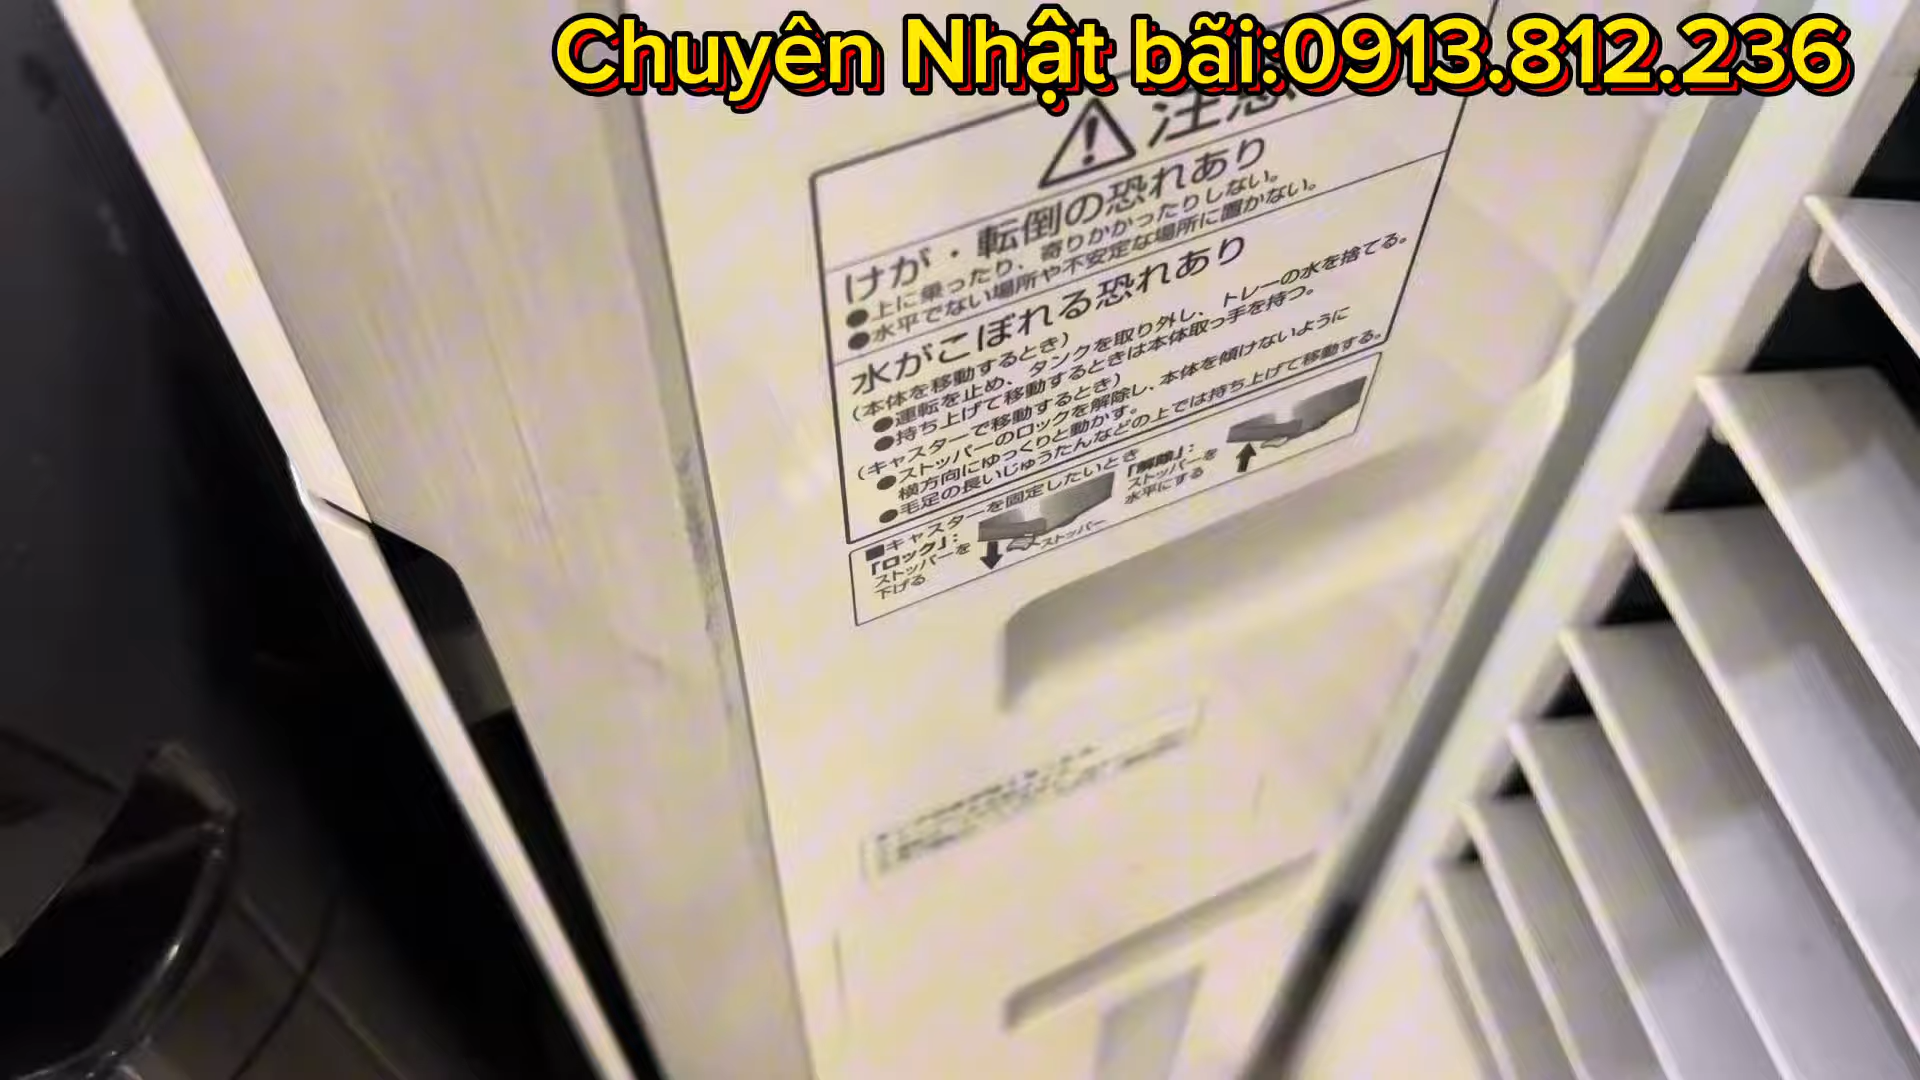 Chuyên Nhật bãi:0913.812.236
注意
けが・転倒の恐れあり
●上に乗ったり、寄りかかったりしない。
●水平でない場所や不安定な場所に置かない。
水がこぼれる恐れあり
(本体を移動するとき)
●運転を止め、タンクを取り外し、トレーの水を捨てる。
●持ち上げて移動するときは本体取っ手を持つ。
(キャスターで移動するとき)
●ストッパーのロックを解除し、本体を傾けないように
横方向にゆっくりと動かす。
●毛足の長いじゅうたんなどの上では持ち上げて移動する。
■キャスターを固定したいとき
「ロック」:
ストッパーを
下げる
ストッパー
「解除」:
ストッパーを
水平にする